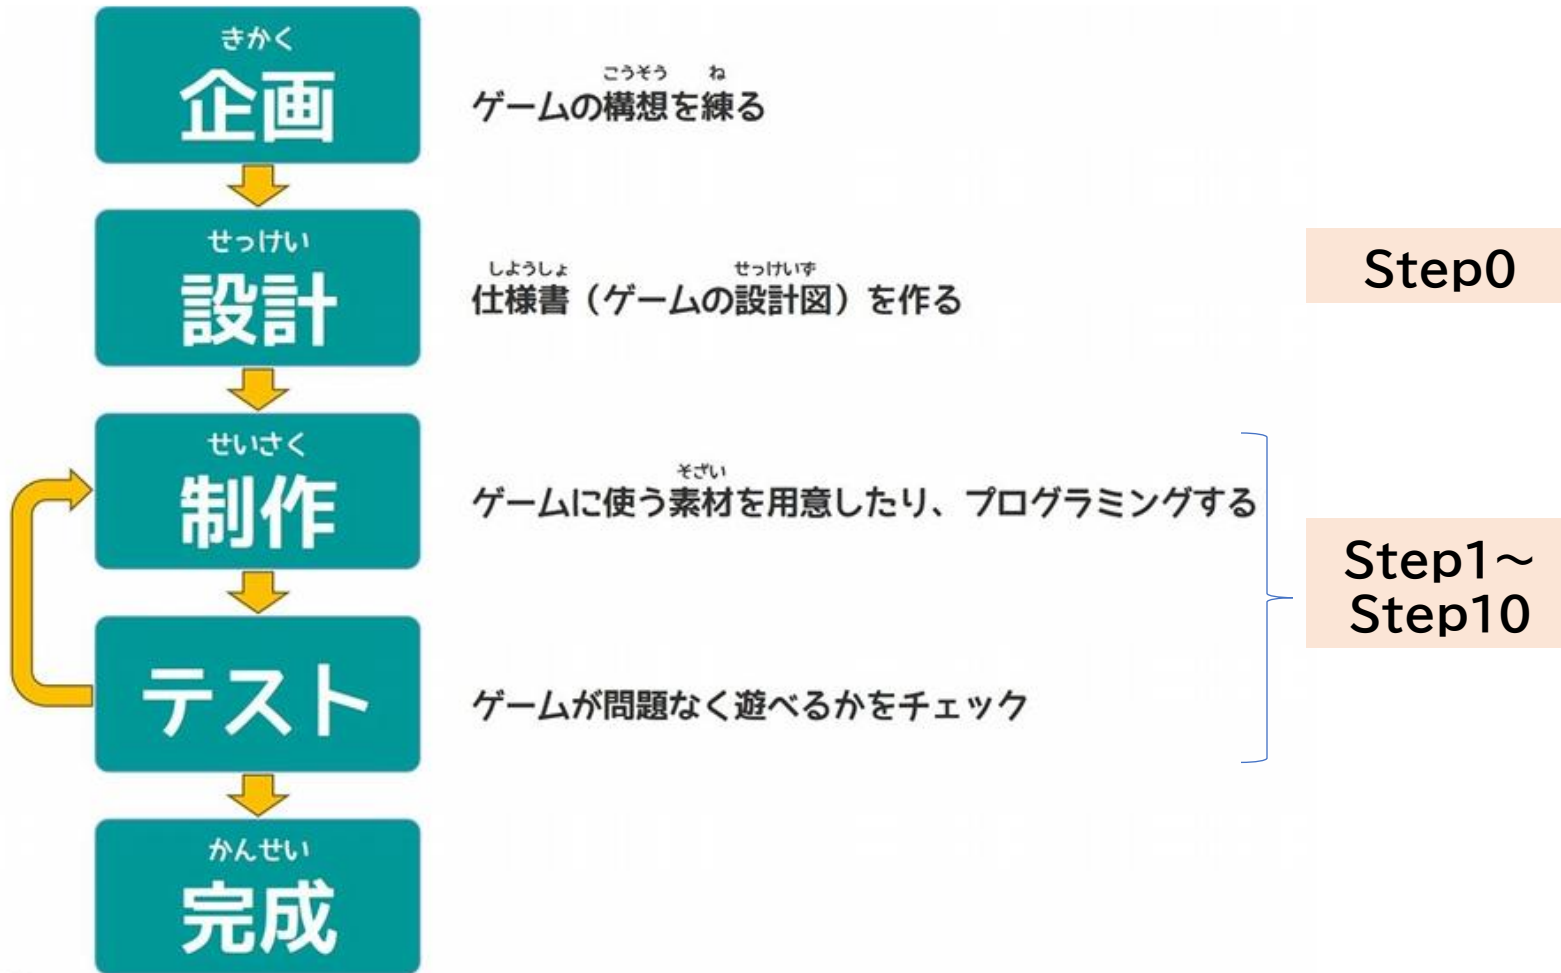 きかく
企画
こうそう ね
ゲームの構想を練る
せっけい
設計
しようしょ せっけいず
仕様書（ゲームの設計図）を作る
Step0
せいさく
制作
そざい
ゲームに使う素材を用意したり、プログラミングする
Step1～
Step10
テスト
ゲームが問題なく遊べるかをチェック
かんせい
完成